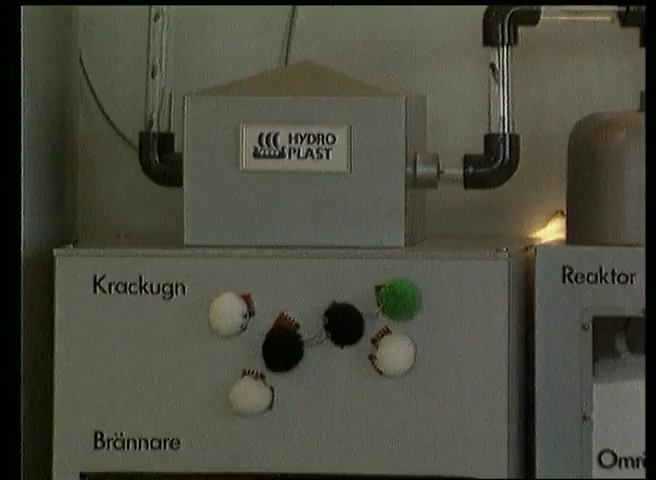 HYDRO
PLAST
Krackugn
Reaktor
Brännare